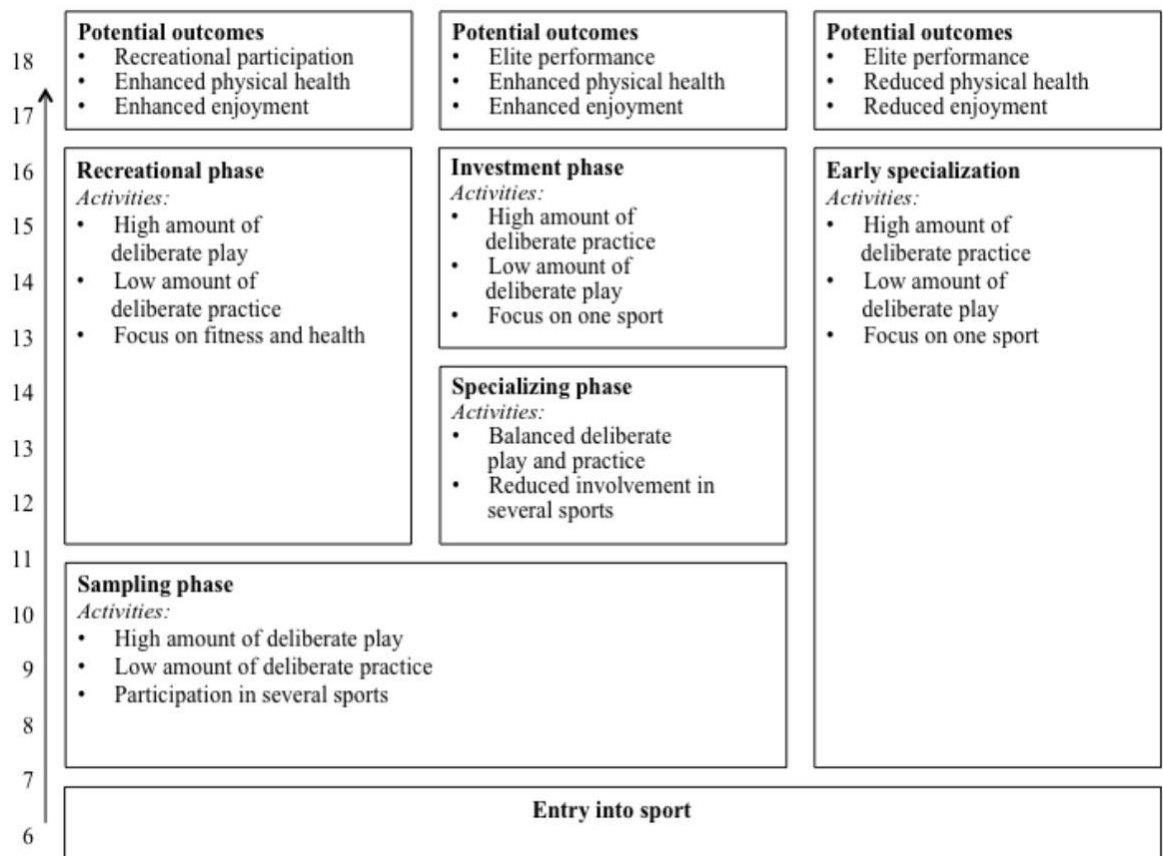 18
17
16
15
14
13
14
13
12
11
10
9
8
7
6
Potential outcomes
• Recreational participation
• Enhanced physical health
• Enhanced enjoyment
Potential outcomes
• Elite performance
• Enhanced physical health
• Enhanced enjoyment
Potential outcomes
• Elite performance
• Reduced physical health
• Reduced enjoyment
Recreational phase
Activities:
• High amount of
deliberate play
• Low amount of
deliberate practice
• Focus on fitness and health
Investment phase
Activities:
• High amount of
deliberate practice
• Low amount of
deliberate play
• Focus on one sport
Early specialization
Activities:
• High amount of
deliberate practice
• Low amount of
deliberate play
• Focus on one sport
Specializing phase
Activities:
• Balanced deliberate
play and practice
• Reduced involvement in
several sports
Sampling phase
Activities:
• High amount of deliberate play
• Low amount of deliberate practice
• Participation in several sports
Entry into sport